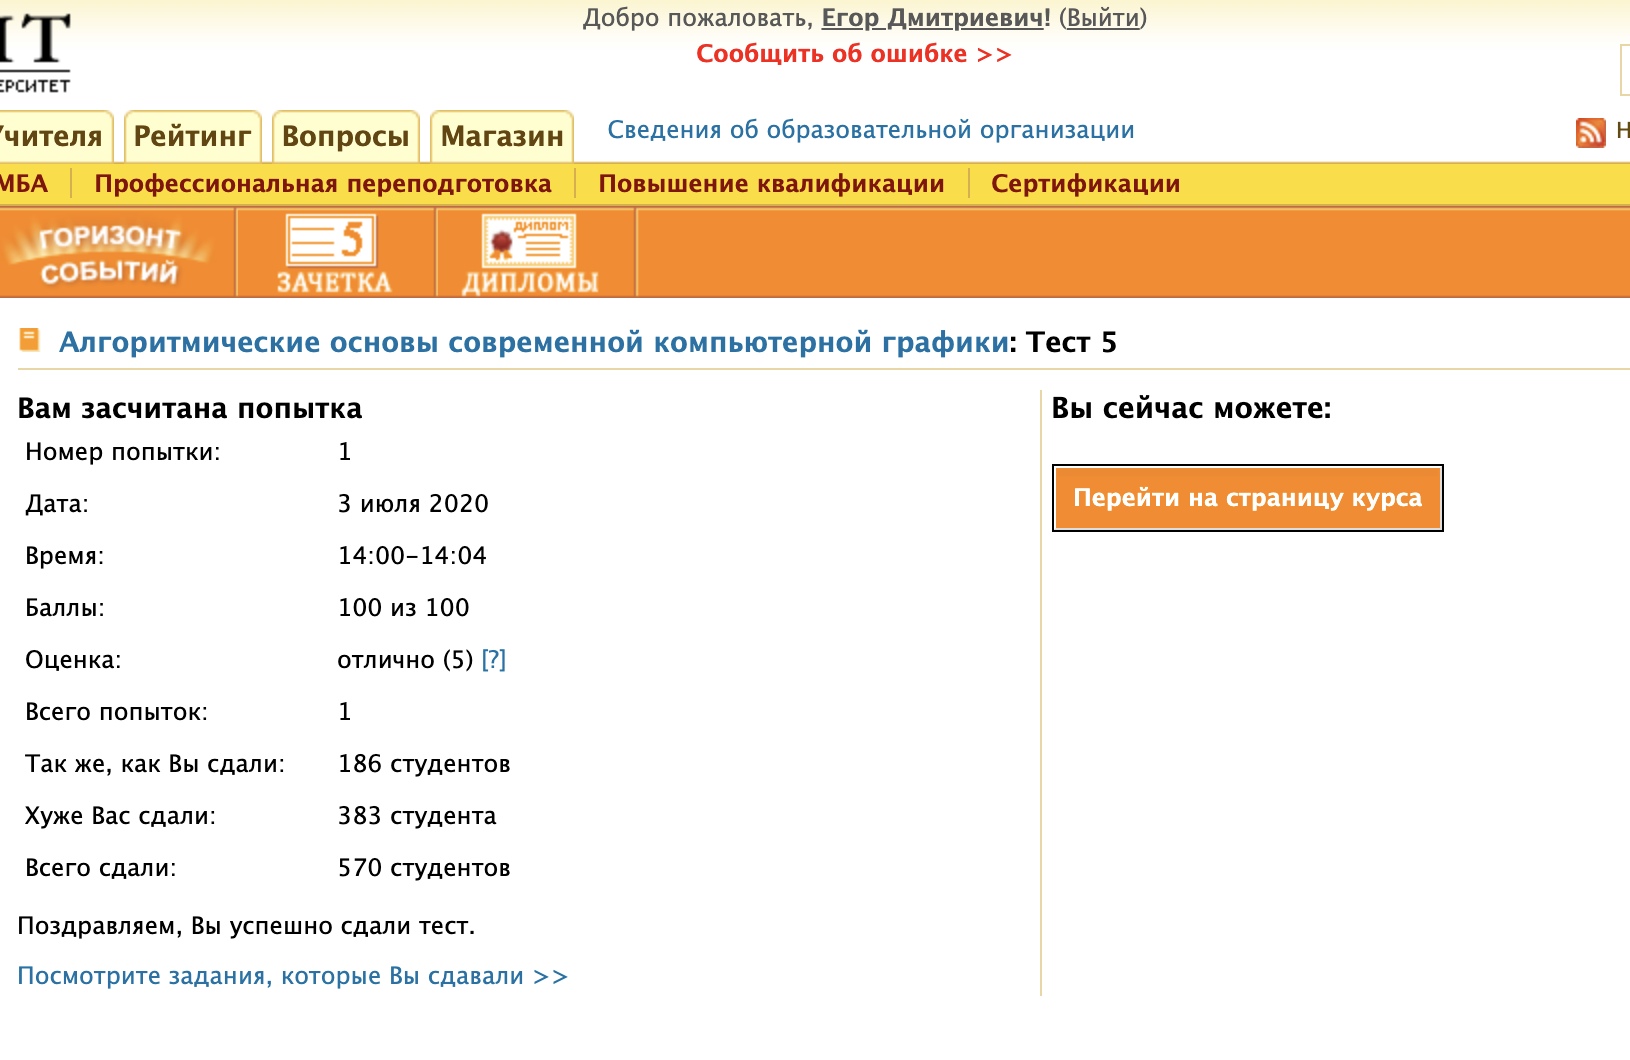 Добро пожаловать, Егор Дмитриевич! (Выйти)
Сообщить об ошибке >>
ИТ
ЕРСИТЕТ
Учителя Рейтинг Вопросы Магазин Сведения об образовательной организации Н
МБА Профессиональная переподготовка Повышение квалификации Сертификации
ГОРИЗОНТ
СОБЫТИЙ
5
ЗАЧЕТКА
ДИПЛОМ
ДИПЛОМЫ
Алгоритмические основы современной компьютерной графики: Тест 5
Вам засчитана попытка
Номер попытки: 1
Дата: 3 июля 2020
Время: 14:00-14:04
Баллы: 100 из 100
Оценка: отлично (5) [?]
Всего попыток: 1
Так же, как Вы сдали: 186 студентов
Хуже Вас сдали: 383 студента
Всего сдали: 570 студентов
Поздравляем, Вы успешно сдали тест.
Посмотрите задания, которые Вы сдавали >>
Вы сейчас можете:
Перейти на страницу курса